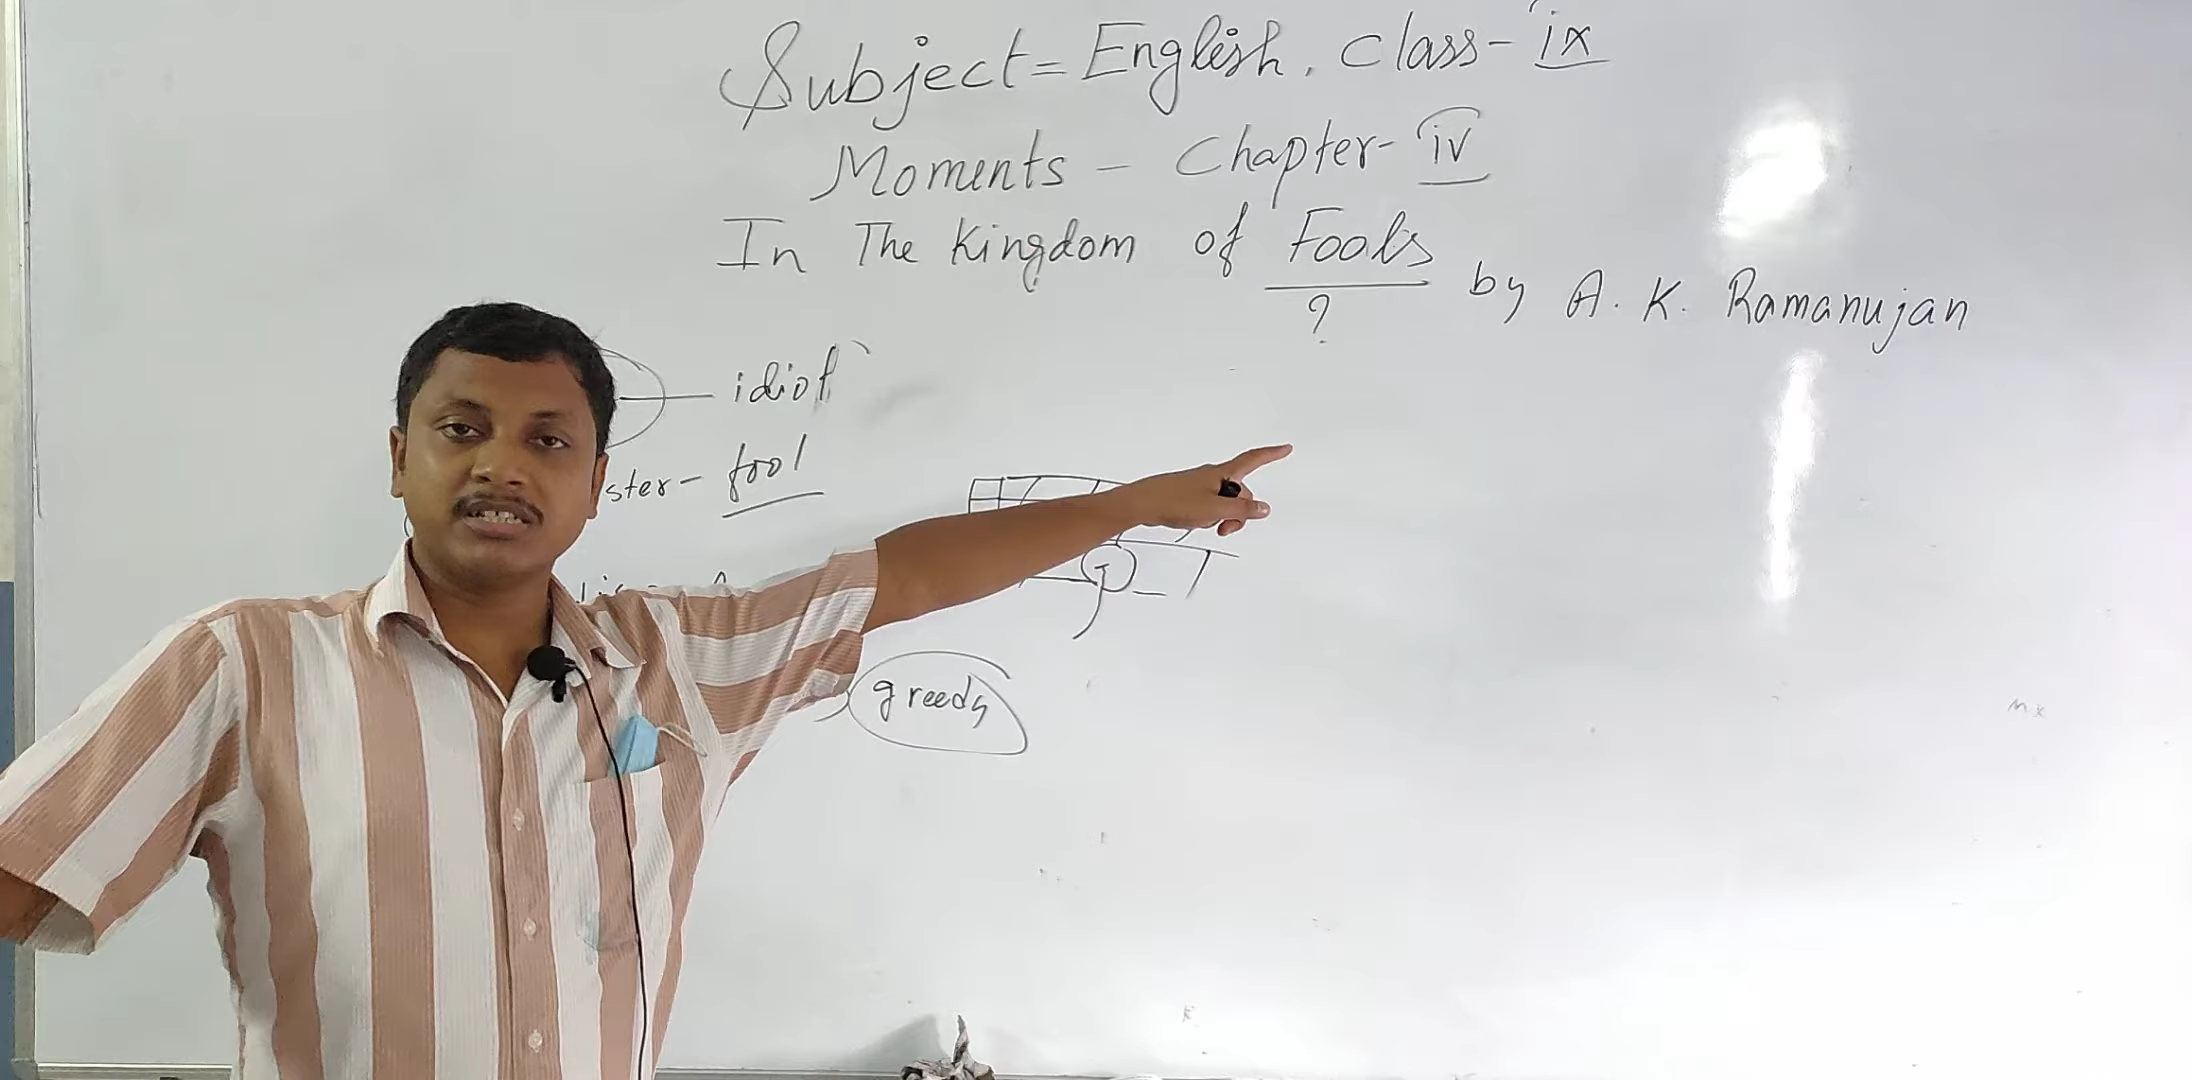 Subject = English, Class - ix
Moments - Chapter - iv
In The Kingdom of Fools
?
by A. K. Ramanujan
idiot
ster - fool
greedy